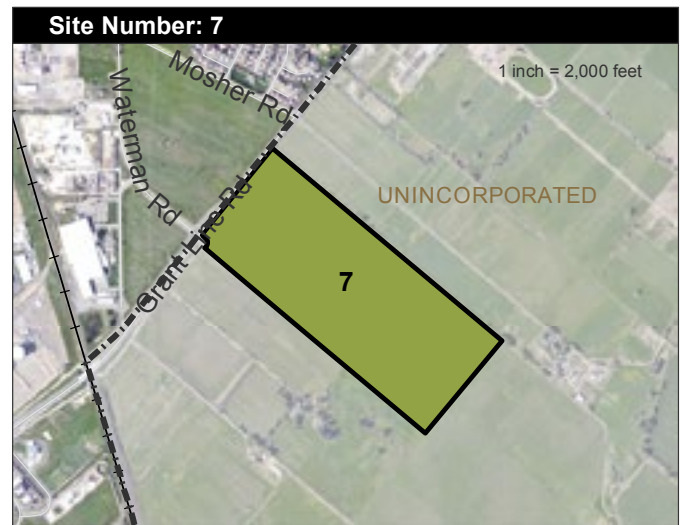 Site Number: 7
1 inch = 2,000 feet
Mosher Rd
Waterman Rd
UNINCORPORATED
Grant Line Rd
7